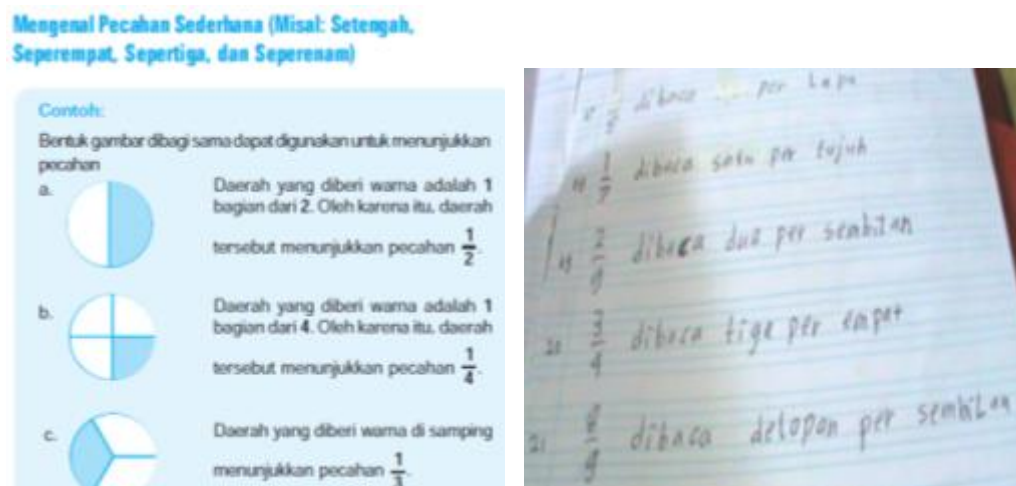 Mengenal Pecahan Sederhana (Misal: Setengah,
Seperempat, Sepertiga, dan Seperenam)
Contoh:
Bentuk gambar dibagi sama dapat digunakan untuk menunjukkan
pecahan
a.
Daerah yang diberi warna adalah 1
bagian dari 2. Oleh karena itu, daerah
tersebut menunjukkan pecahan 1/2.
b.
Daerah yang diberi warna adalah 1
bagian dari 4. Oleh karena itu, daerah
tersebut menunjukkan pecahan 1/4.
c.
Daerah yang diberi warna di samping
menunjukkan pecahan 1/3.
dibaca per
1/7 dibaca satu per tujuh
2/9 dibaca dua per sembilan
20 3/4 dibaca tiga per empat
21 8/9 dibaca delapan per sembilan